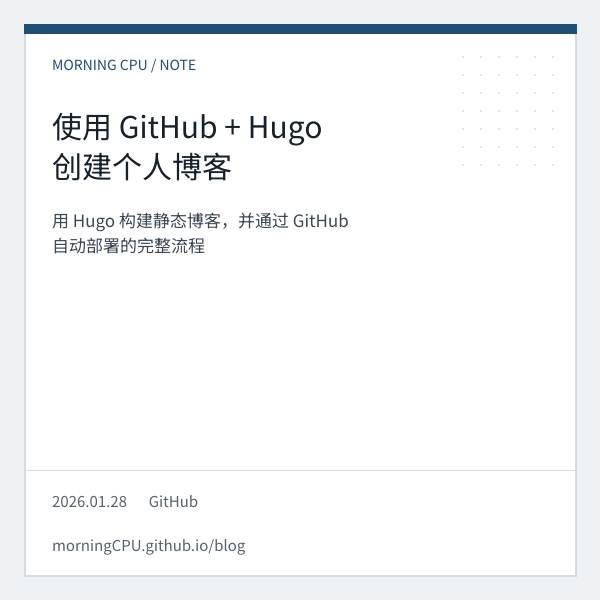 MORNING CPU / NOTE
使用 GitHub + Hugo
创建个人博客
用 Hugo 构建静态博客，并通过 GitHub
自动部署的完整流程
2026.01.28 GitHub
morningCPU.github.io/blog